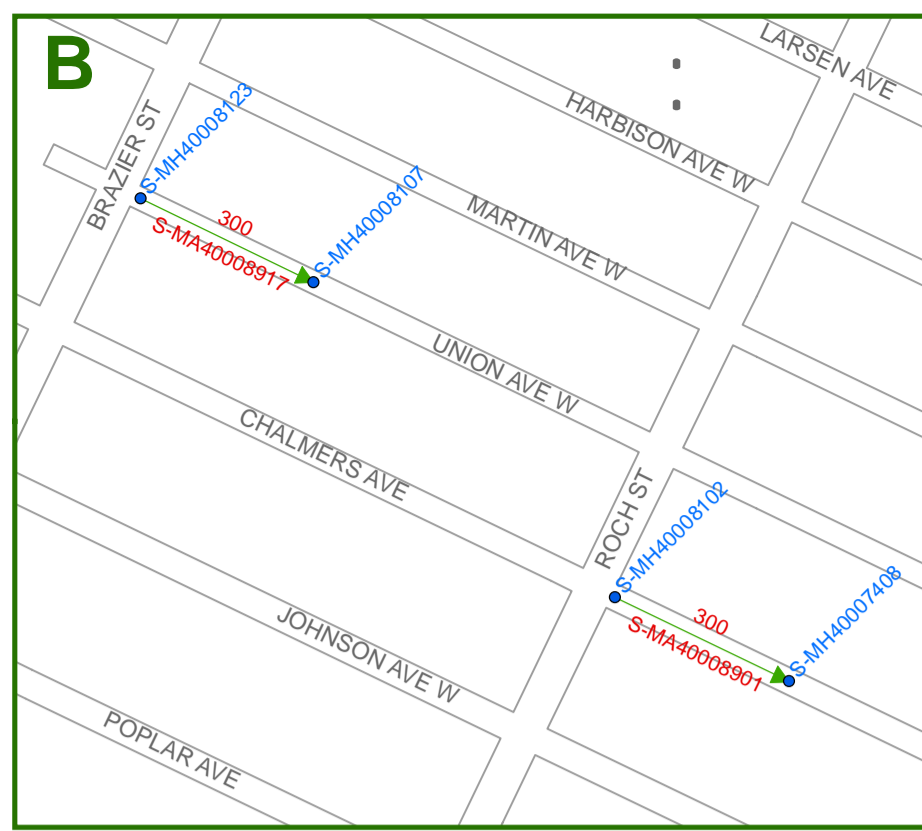 B
LARSEN AVE
HARBISON AVE W
BRAZIER ST
S-MH40008123
S-MH40008107
MARTIN AVE W
300
S-MA40008917
UNION AVE W
CHALMERS AVE
ROCH ST
S-MH40008102
S-MH40007408
300
S-MA40008901
JOHNSON AVE W
POPLAR AVE